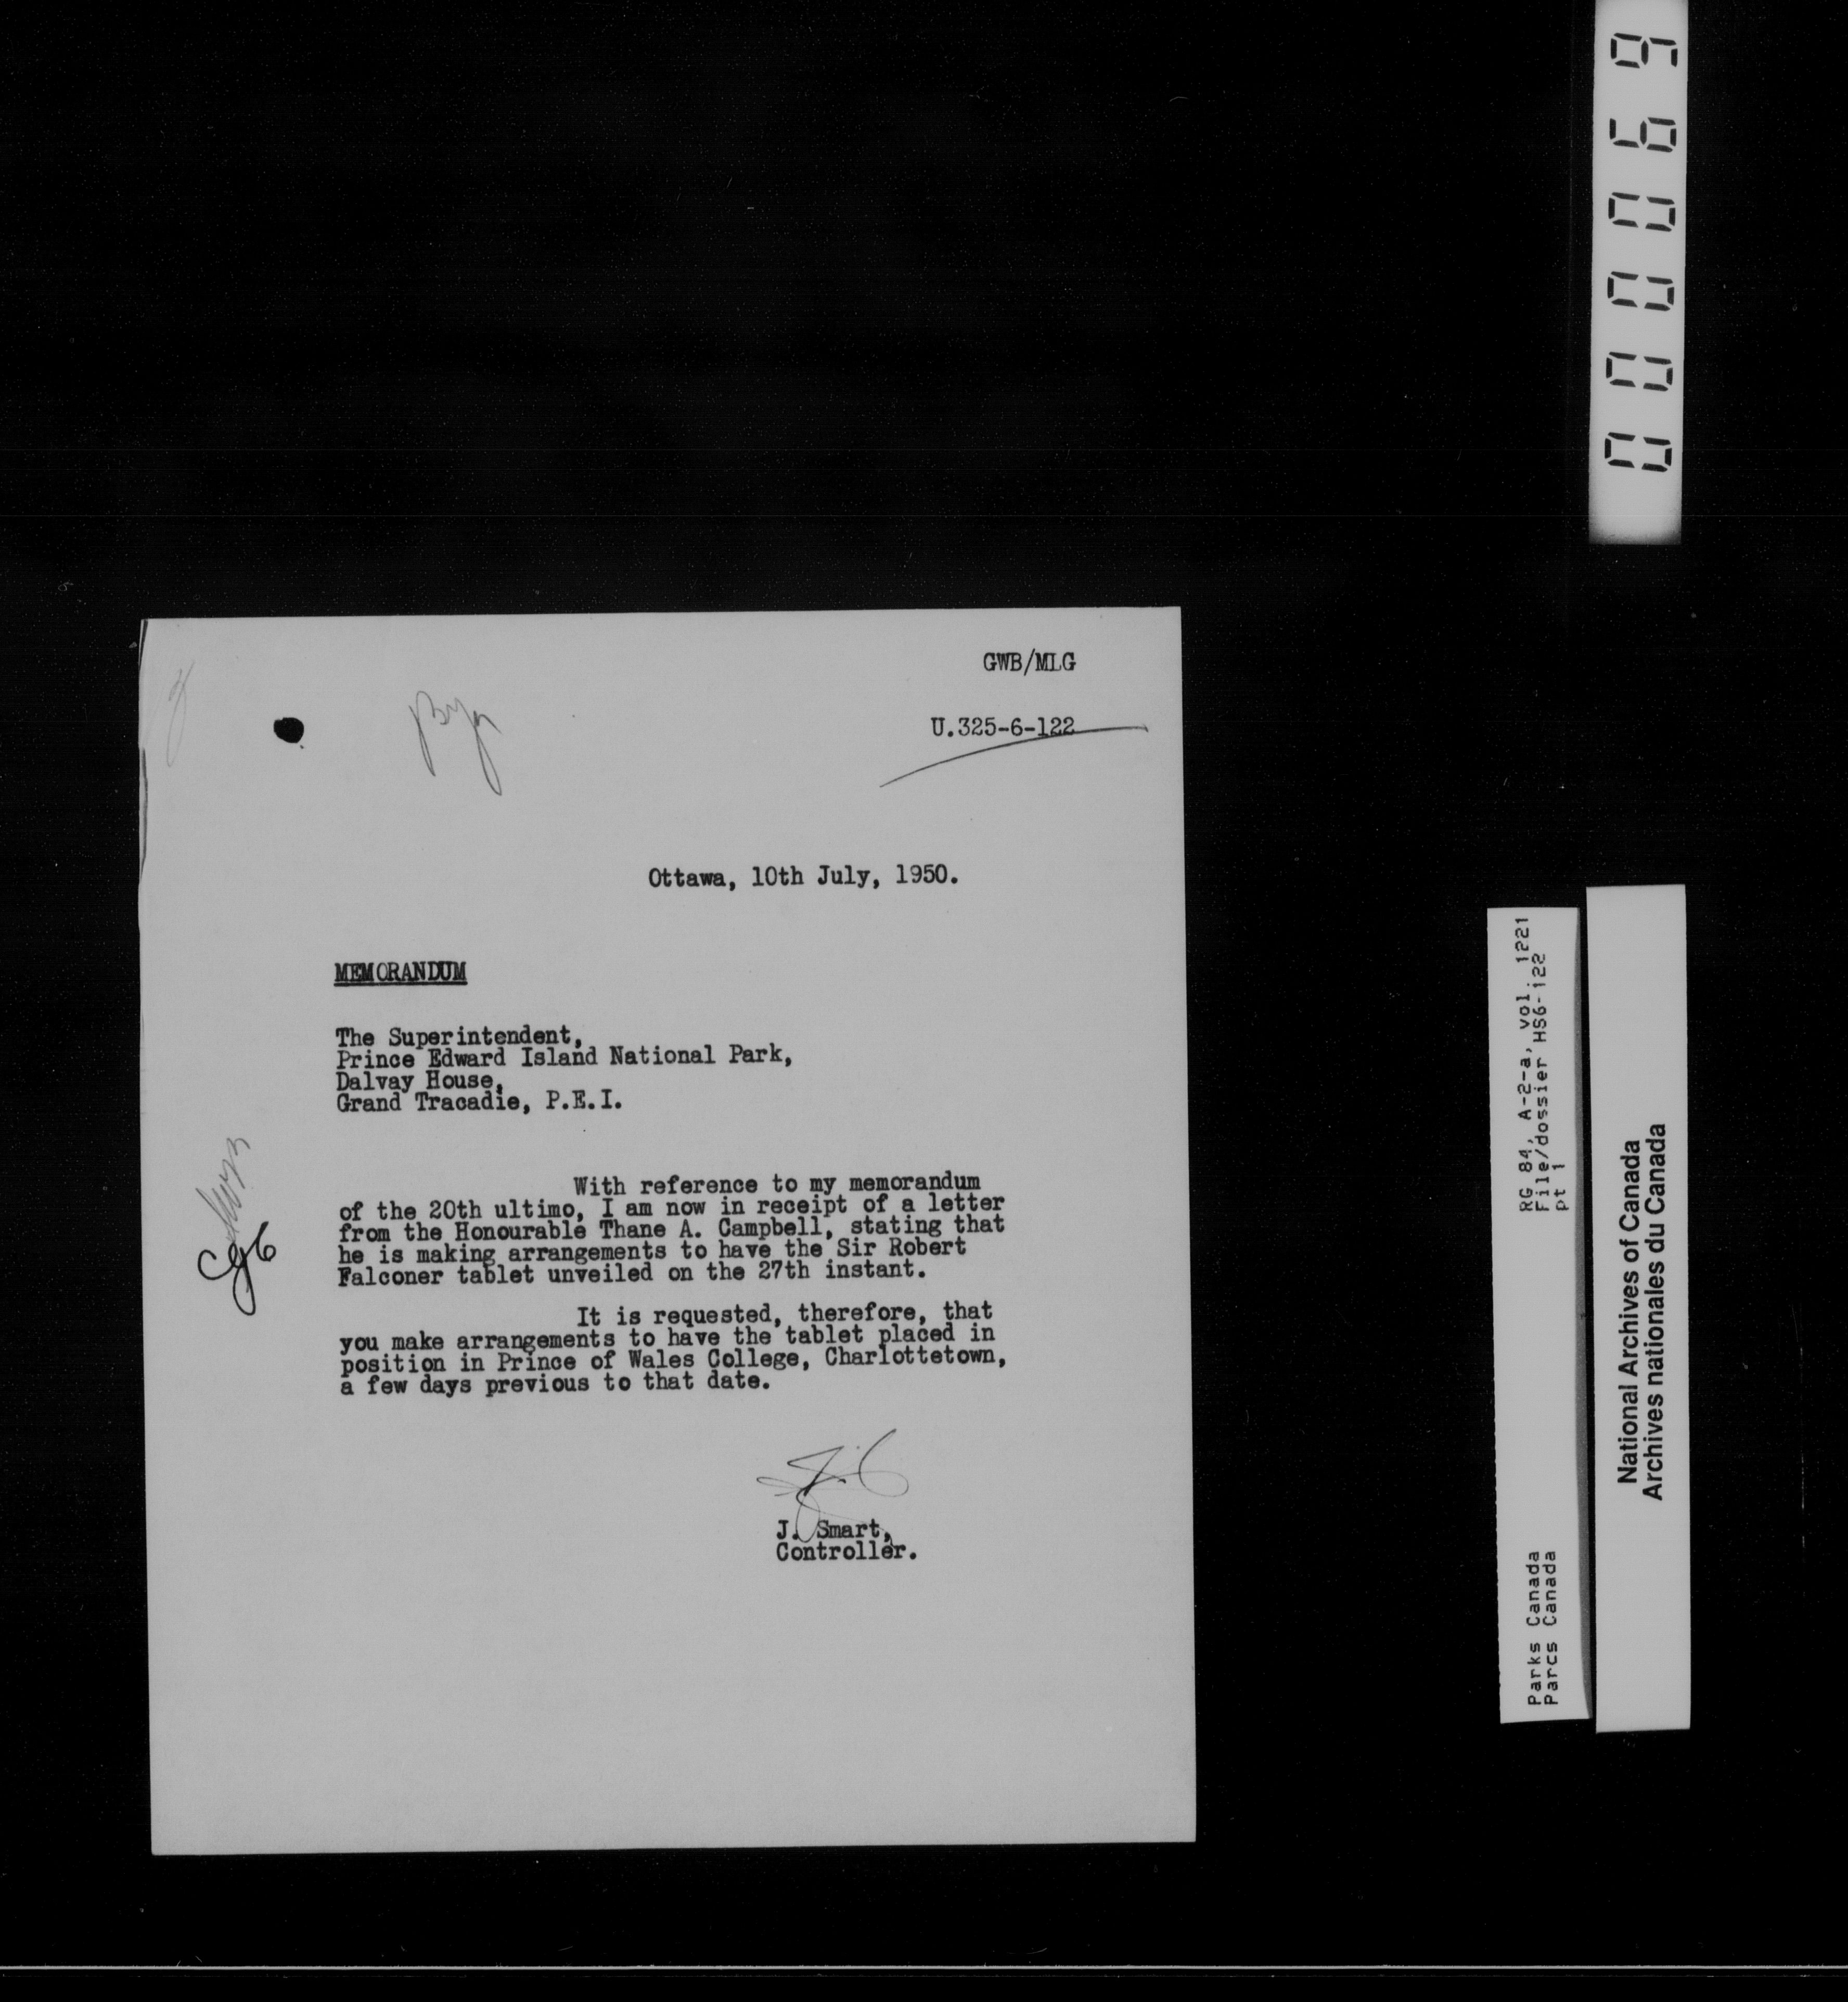 GWB/MLG
U.325-6-122
Ottawa, 10th July, 1950.
MEMORANDUM
The Superintendent,
Prince Edward Island National Park,
Dalvay House,
Grand Tracadie, P.E.I.
With reference to my memorandum
of the 20th ultimo, I am now in receipt of a letter
from the Honourable Thane A. Campbell, stating that
he is making arrangements to have the Sir Robert
Falconer tablet unveiled on the 27th instant.
It is requested, therefore, that
you make arrangements to have the tablet placed in
position in Prince of Wales College, Charlottetown,
a few days previous to that date.
J. Smart,
Controller.
000069
RG 84, A-2-a, vol. 1221
File/dossier HS6-122
pt 1
Parks Canada
Parcs Canada
National Archives of Canada
Archives nationales du Canada